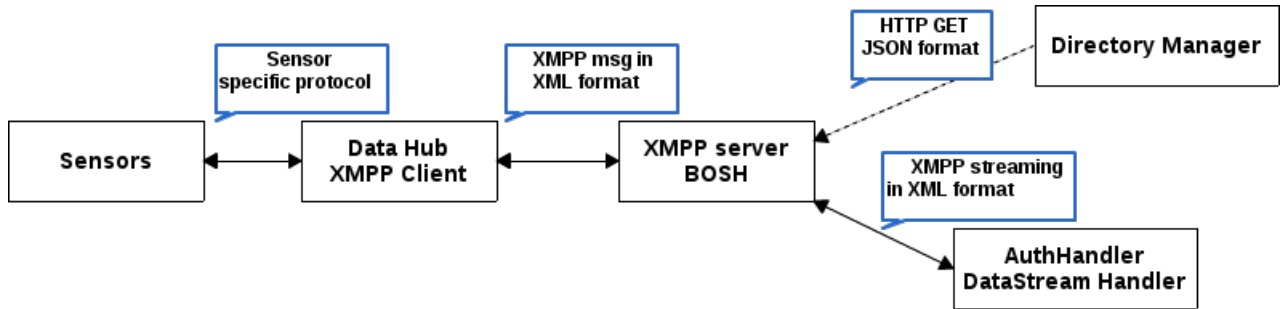 HTTP GET
JSON format
Directory Manager
Sensor
specific protocol
XMPP msg in
XML format
Sensors
Data Hub
XMPP Client
XMPP server
BOSH
XMPP streaming
in XML format
AuthHandler
DataStream Handler